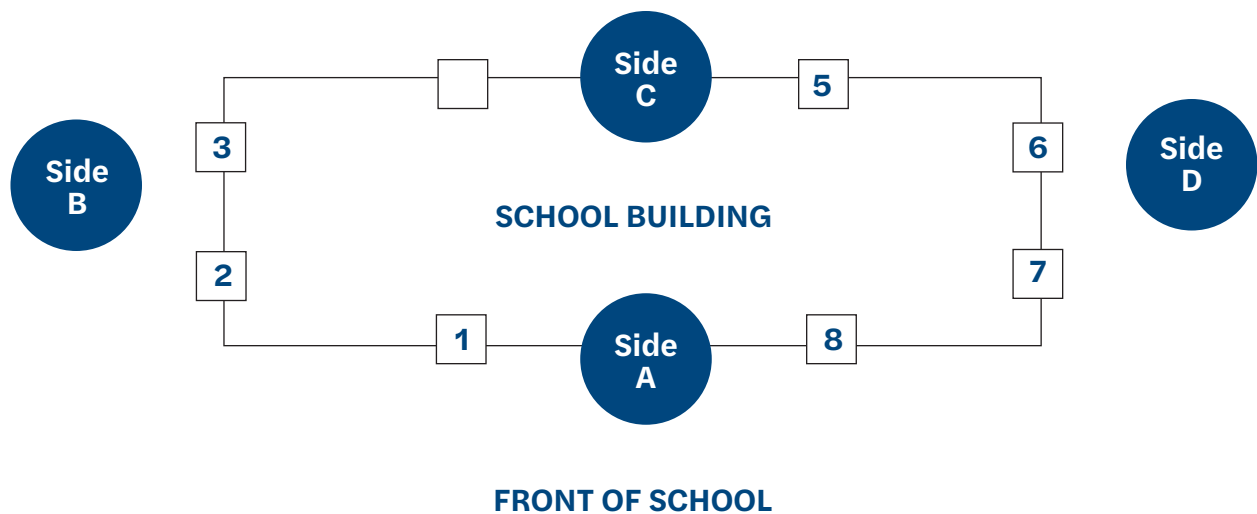 Side
C
5
3
6
Side
B
Side
D
SCHOOL BUILDING
2
7
1
8
Side
A
FRONT OF SCHOOL